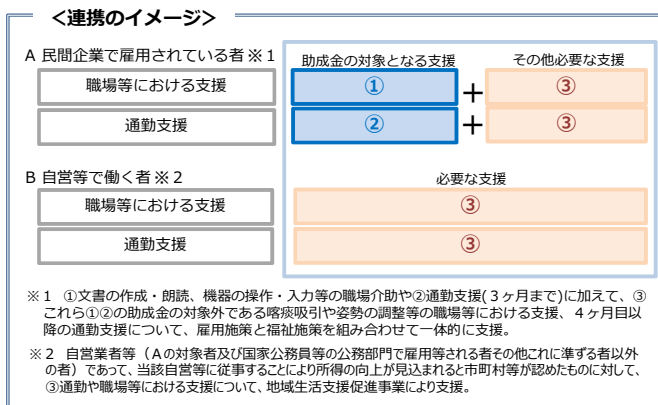 <連携のイメージ>
A 民間企業で雇用されている者※1
助成金の対象となる支援
その他必要な支援
職場等における支援
①
+
③
通勤支援
②
+
③
B 自営等で働く者※2
必要な支援
職場等における支援
③
通勤支援
③
※1 ①文書の作成・朗読、機器の操作・入力等の職場介助や②通勤支援(3ヶ月まで)に加えて、③
これら①②の助成金の対象外である喀痰吸引や姿勢の調整等の職場等における支援、4ヶ月目以
降の通勤支援について、雇用施策と福祉施策を組み合わせて一体的に支援。
※2 自営業者等(Aの対象者及び国家公務員等の公務部門で雇用等される者その他これに準ずる者以外
の者)であって、当該自営等に従事することにより所得の向上が見込まれると市町村等が認めたものに対して、
③通勤や職場等における支援について、地域生活支援促進事業により支援。